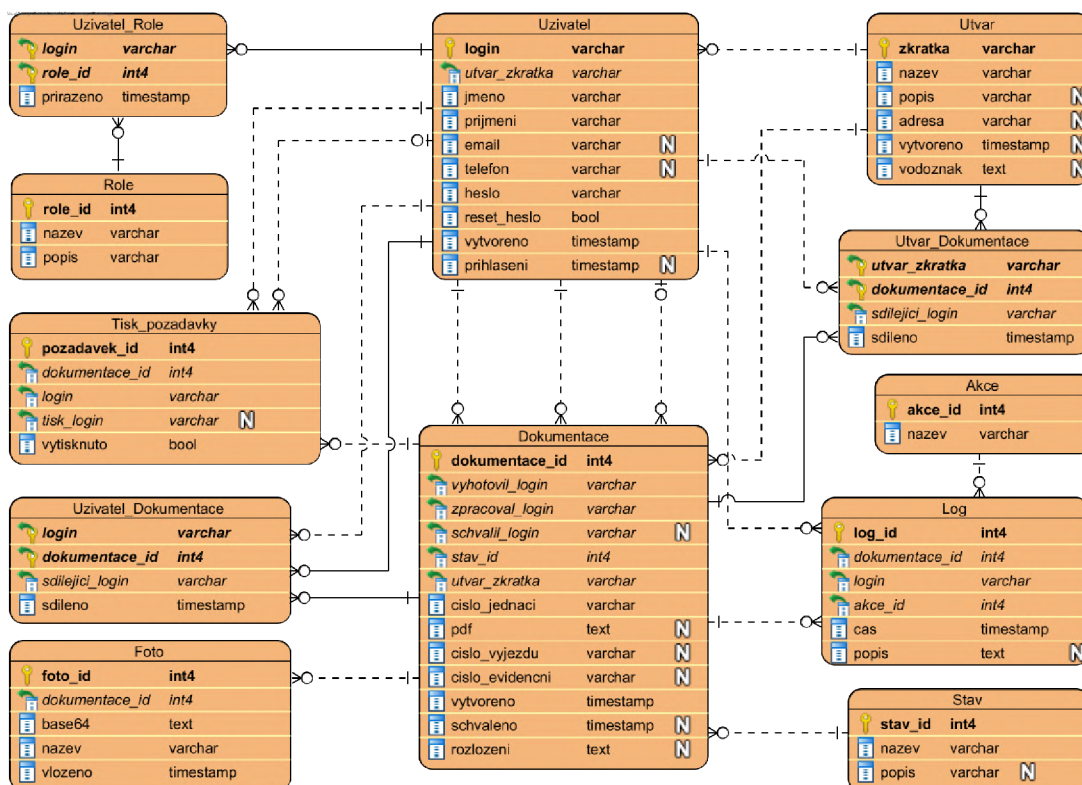 Uzivatel_Role
login varchar
role_id int4
prirazeno timestamp
Role
role_id int4
nazev varchar
popis varchar
Uzivatel
login varchar
utvar_zkratka varchar
jmeno varchar
prijmeni varchar
email varchar N
telefon varchar N
heslo varchar
reset_heslo bool
vytvoreno timestamp
prihlaseni timestamp N
Utvar
zkratka varchar
nazev varchar
popis varchar N
adresa varchar N
vytvoreno timestamp N
vodoznak text N
Utvar_Dokumentace
utvar_zkratka varchar
dokumentace_id int4
sdilejici_login varchar
sdileno timestamp
Tisk_pozadavky
pozadavek_id int4
dokumentace_id int4
login varchar
tisk_login varchar N
vytisknuto bool
Akce
akce_id int4
nazev varchar
Dokumentace
dokumentace_id int4
vyhotovil_login varchar
zpracoval_login varchar
schvalil_login varchar N
stav_id int4
utvar_zkratka varchar
cislo_jednaci varchar
pdf text N
cislo_vyjezdu varchar N
cislo_evidencni varchar N
vytvoreno timestamp
schvaleno timestamp N
rozlozeni text N
Uzivatel_Dokumentace
login varchar
dokumentace_id int4
sdilejici_login varchar
sdileno timestamp
Log
log_id int4
dokumentace_id int4
login varchar
akce_id int4
cas timestamp
popis text N
Foto
foto_id int4
dokumentace_id int4
base64 text
nazev varchar
vlozeno timestamp
Stav
stav_id int4
nazev varchar
popis varchar N